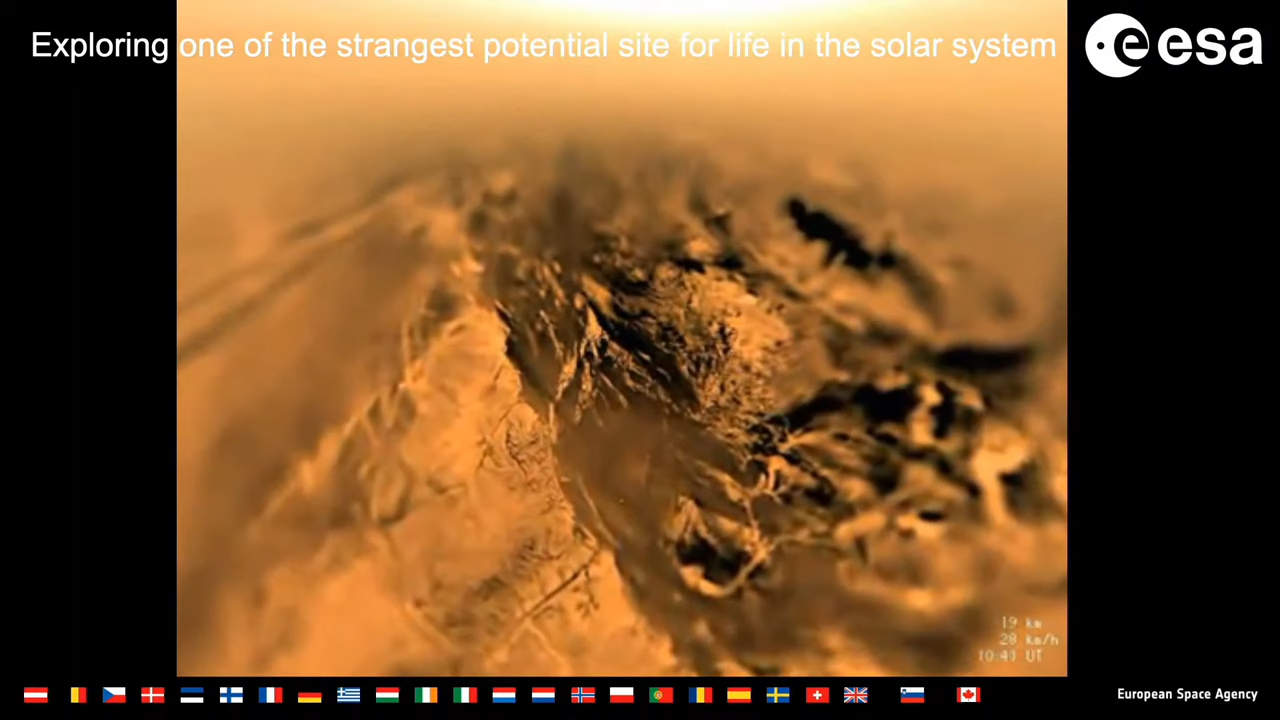 Exploring one of the strangest potential site for life in the solar system
esa
19 km
28 km/h
10:43 UT
European Space Agency